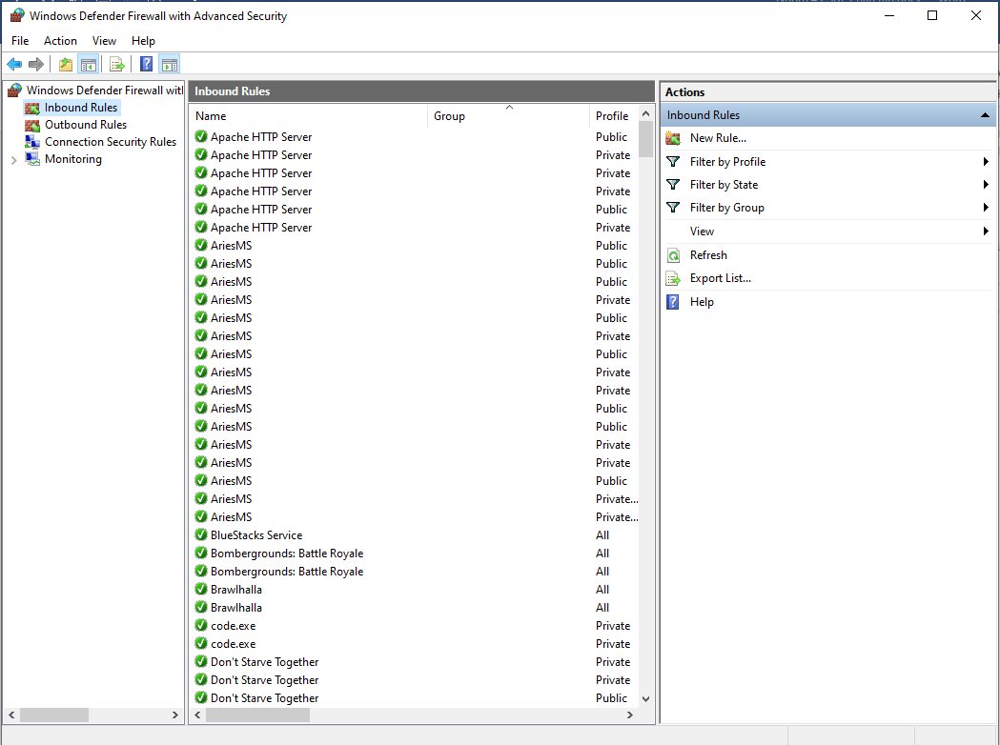 Windows Defender Firewall with Advanced Security
File Action View Help
Windows Defender Firewall with
Inbound Rules
Outbound Rules
Connection Security Rules
Monitoring
Inbound Rules
Name Group Profile
Apache HTTP Server Public
Apache HTTP Server Private
Apache HTTP Server Private
Apache HTTP Server Private
Apache HTTP Server Public
Apache HTTP Server Private
AriesMS Public
AriesMS Public
AriesMS Public
AriesMS Private
AriesMS Public
AriesMS Private
AriesMS Public
AriesMS Private
AriesMS Private
AriesMS Public
AriesMS Public
AriesMS Private
AriesMS Private
AriesMS Public
AriesMS Private...
AriesMS Private...
BlueStacks Service All
Bombergrounds: Battle Royale All
Bombergrounds: Battle Royale All
Brawlhalla All
Brawlhalla All
code.exe Private
code.exe Private
Don't Starve Together Private
Don't Starve Together Private
Don't Starve Together Public
Actions
Inbound Rules
New Rule...
Filter by Profile
Filter by State
Filter by Group
View
Refresh
Export List...
Help